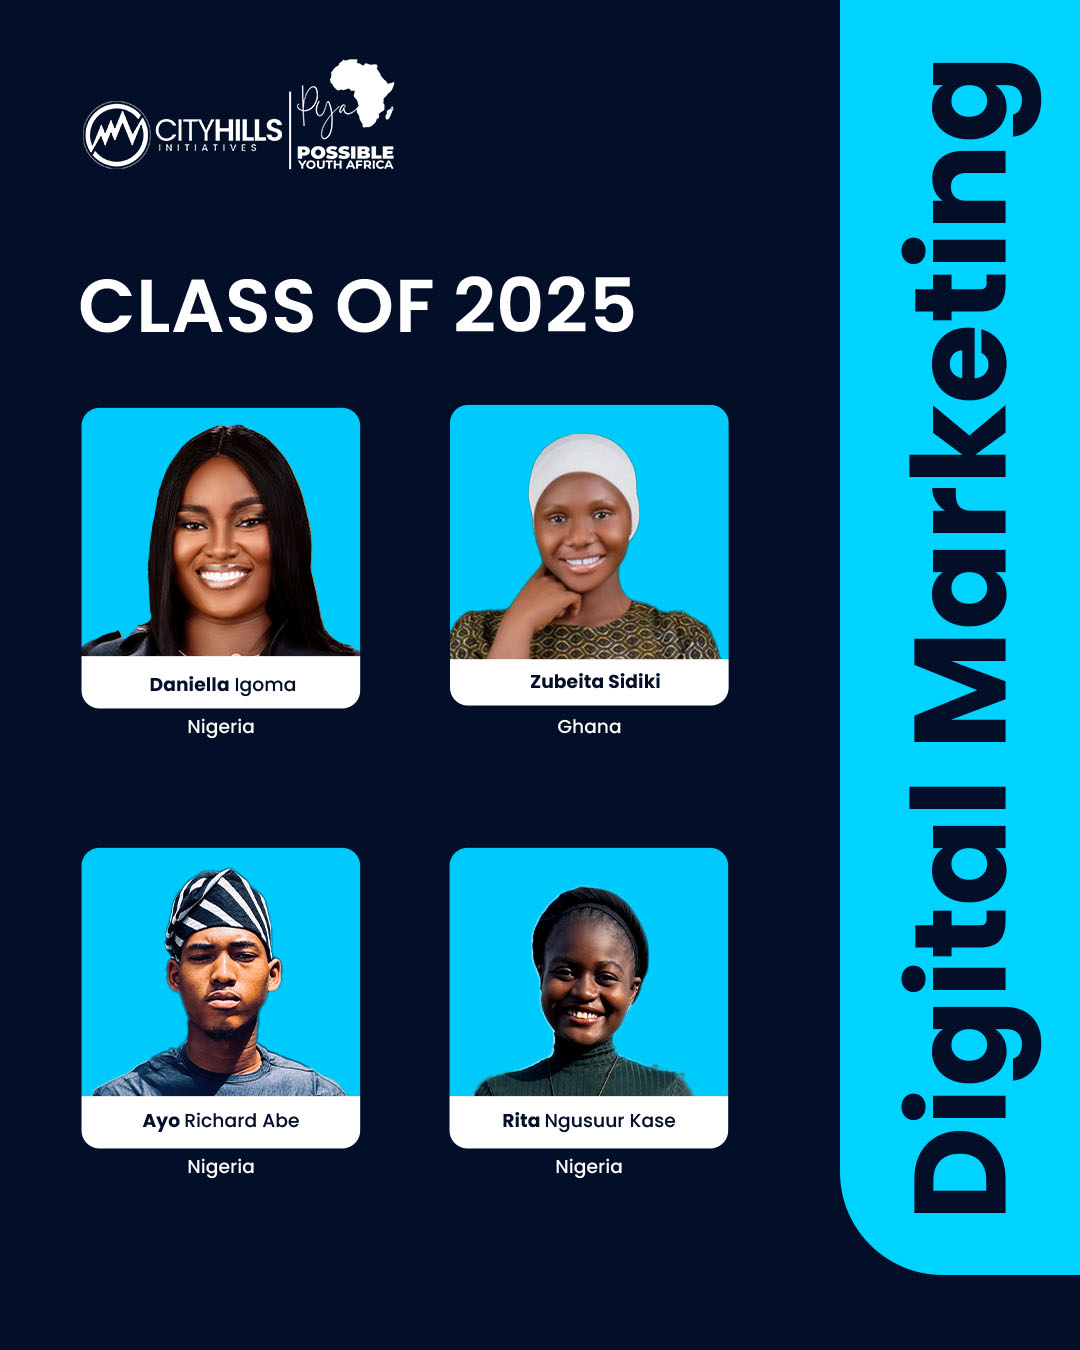 CITYHILLS
INITIATIVES
Pya
POSSIBLE
YOUTH AFRICA
CLASS OF 2025
Daniella Igoma
Nigeria
Zubeita Sidiki
Ghana
Ayo Richard Abe
Nigeria
Rita Ngusuur Kase
Nigeria
Digital Marketing